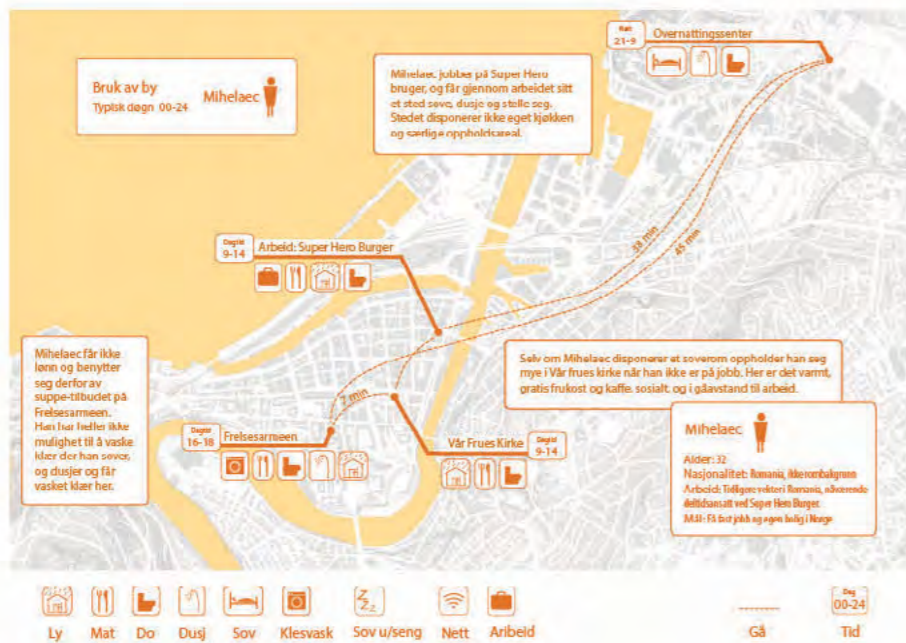 Bruk av by
Typisk døgn 00-24
Mihelaec
Mihelaec jobber på Super Hero
bruger, og får gjennom arbeidet sitt
et sted sove, dusje og stelle seg.
Stedet disponerer ikke eget kjøkken
og særlige oppholdsareal.
Natt
21-9
Overnattingssenter
38 min
45 min
Dagtid
9-14
Arbeid: Super Hero Burger
Mihelaec får ikke
lønn og benytter
seg derfor av
suppe-tilbudet på
Frelsesarmeen.
Han har heller ikke
mulighet til å vaske
klær der han sover,
og dusjer og får
vasket klær her.
7 min
Selv om Mihelaec disponerer et soverom oppholder han seg
mye i Vår frues kirke når han ikke er på jobb. Her er det varmt,
gratis frukost og kaffe, sosialt, og i gåavstand til arbeid.
Dagtid
16-18
Frelsesarmeen
Vår Frues Kirke
Dagtid
9-14
Mihelaec
Alder: 32
Nasjonalitet: Romania, ikke rombakgrunn
Arbeid: Tidligere vekter i Romania, nåværende
deltidsansatt ved Super Hero Burger.
Mål: Få fast jobb og egen bolig i Norge
Ly
Mat
Do
Dusj
Sov
Klesvask
Sov u/seng
Nett
Aribeid
Gå
Dag
00-24
Tid